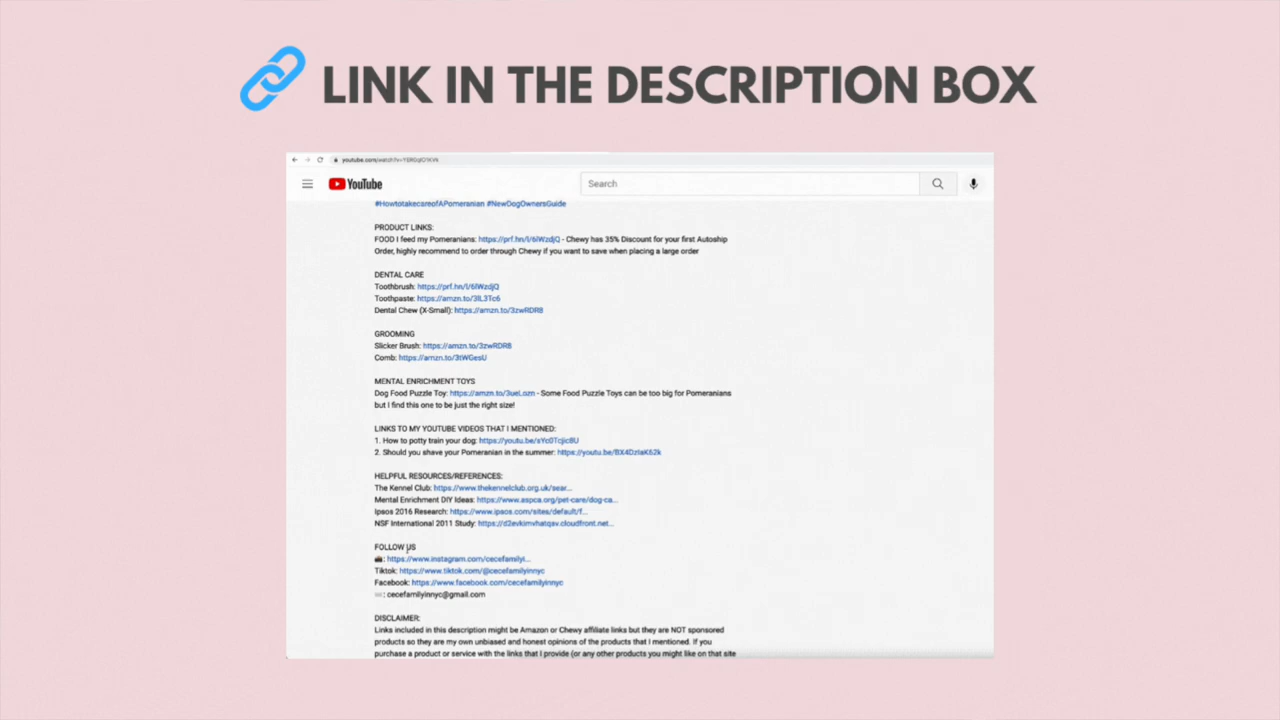 LINK IN THE DESCRIPTION BOX
YouTube
Search
#HowtotakecareofAPomeranian #NewDogOwnersGuide
PRODUCT LINKS:
FOOD I feed my Pomeranians: https://prf.hn/l/6lWzdjQ - Chewy has 35% Discount for your first Autoship
Order, highly recommend to order through Chewy if you want to save when placing a large order
DENTAL CARE
Toothbrush: https://prf.hn/l/6lWzdjQ
Toothpaste: https://amzn.to/3lL3Tc6
Dental Chew (X-Small): https://amzn.to/3zwRDR8
GROOMING
Slicker Brush: https://amzn.to/3zwRDR8
Comb: https://amzn.to/3tWGesU
MENTAL ENRICHMENT TOYS
Dog Food Puzzle Toy: https://amzn.to/3ueLozn - Some Food Puzzle Toys can be too big for Pomeranians
but I find this one to be just the right size!
LINKS TO MY YOUTUBE VIDEOS THAT I MENTIONED:
1. How to potty train your dog: https://youtu.be/sYc0Tcjic8U
2. Should you shave your Pomeranian in the summer: https://youtu.be/BX4DzIaK62k
HELPFUL RESOURCES/REFERENCES:
The Kennel Club: https://www.thekennelclub.org.uk/sear...
Mental Enrichment DIY Ideas: https://www.aspca.org/pet-care/dog-ca...
Ipsos 2016 Research: https://www.ipsos.com/sites/default/f...
NSF International 2011 Study: https://d2evkimvhatqsv.cloudfront.net...
FOLLOW US
: https://www.instagram.com/cecefamilyi...
Tiktok: https://www.tiktok.com/@cecefamilyinnyc
Facebook: https://www.facebook.com/cecefamilyinnyc
: cecefamilyinnyc@gmail.com
DISCLAIMER:
Links included in this description might be Amazon or Chewy affiliate links but they are NOT sponsored
products so they are my own unbiased and honest opinions of the products that I mentioned. If you
purchase a product or service with the links that I provide (or any other products you might like on that site